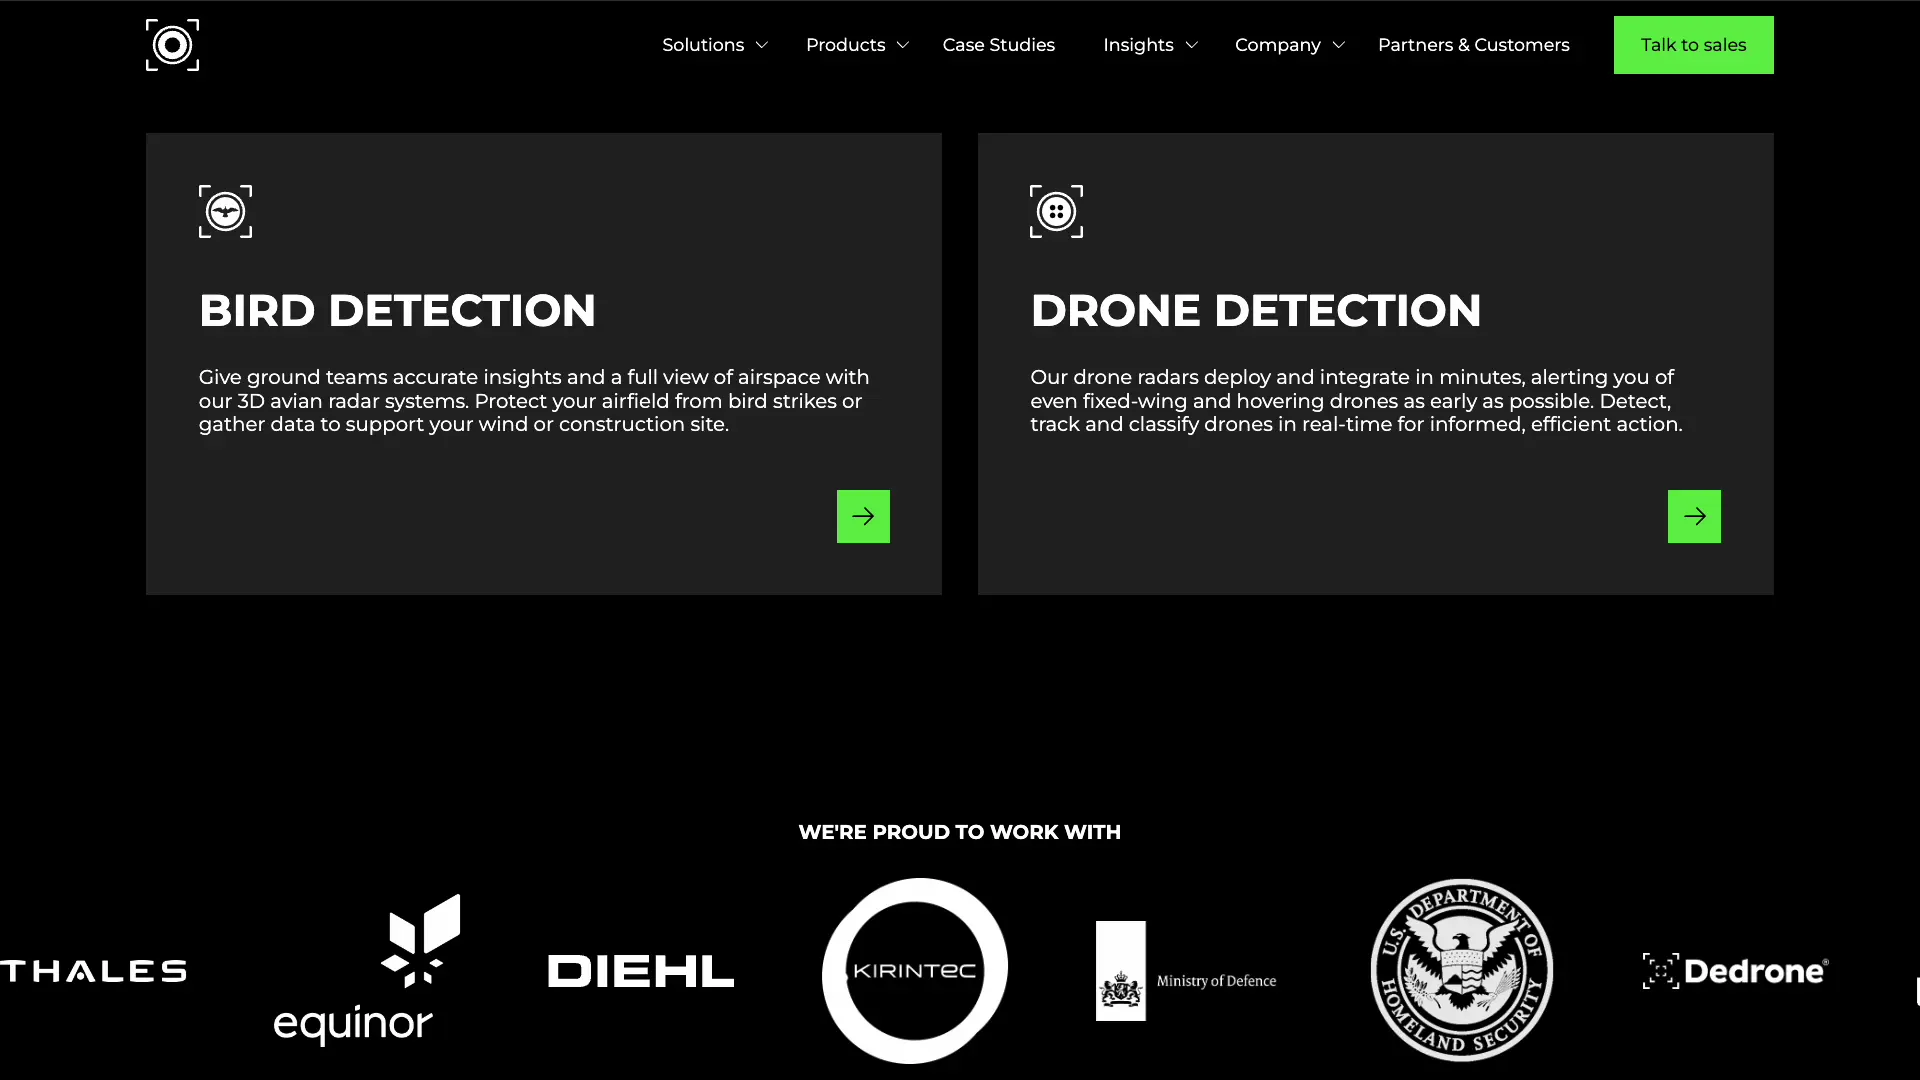 Solutions
Products
Case Studies
Insights
Company
Partners & Customers
Talk to sales
BIRD DETECTION
Give ground teams accurate insights and a full view of airspace with
our 3D avian radar systems. Protect your airfield from bird strikes or
gather data to support your wind or construction site.
DRONE DETECTION
Our drone radars deploy and integrate in minutes, alerting you of
even fixed-wing and hovering drones as early as possible. Detect,
track and classify drones in real-time for informed, efficient action.
WE'RE PROUD TO WORK WITH
THALES
equinor
DIEHL
KIRINTEC
Ministry of Defence
U.S. DEPARTMENT OF
HOMELAND SECURITY
Dedrone®